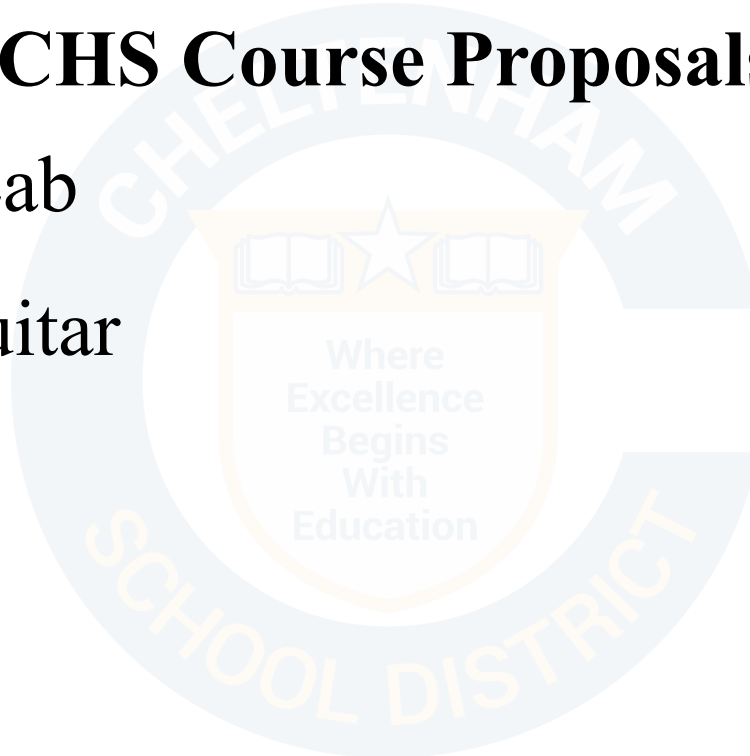 CHS Course Proposals
ab
uitar
CHELTENHAM
Where
Excellence
Begins
With
Education
SCHOOL DISTRICT